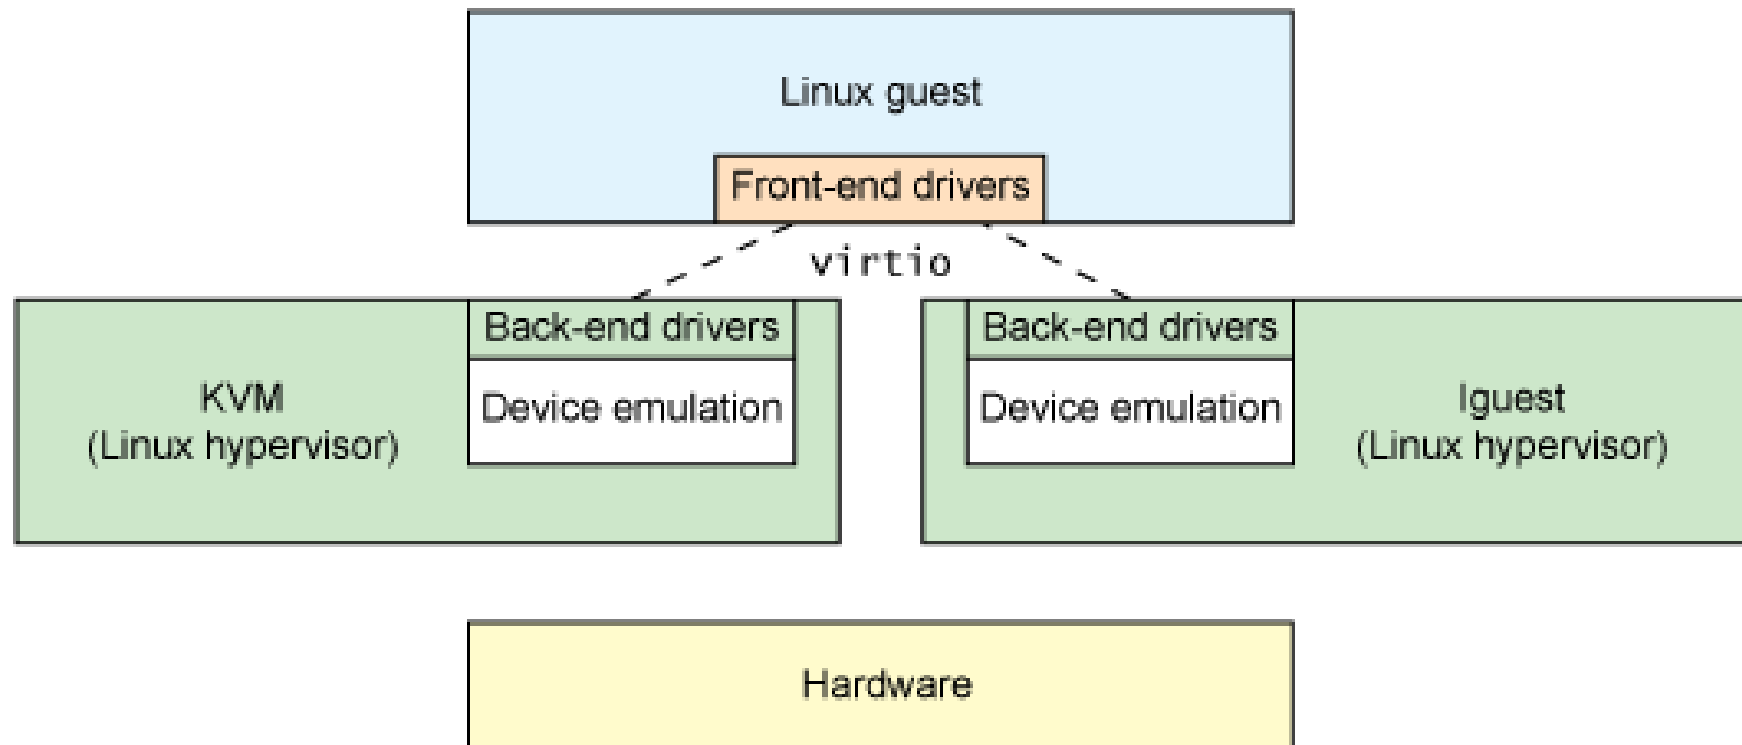 Linux guest
Front-end drivers
virtio
Back-end drivers
Device emulation
KVM
(Linux hypervisor)
Back-end drivers
Device emulation
lguest
(Linux hypervisor)
Hardware